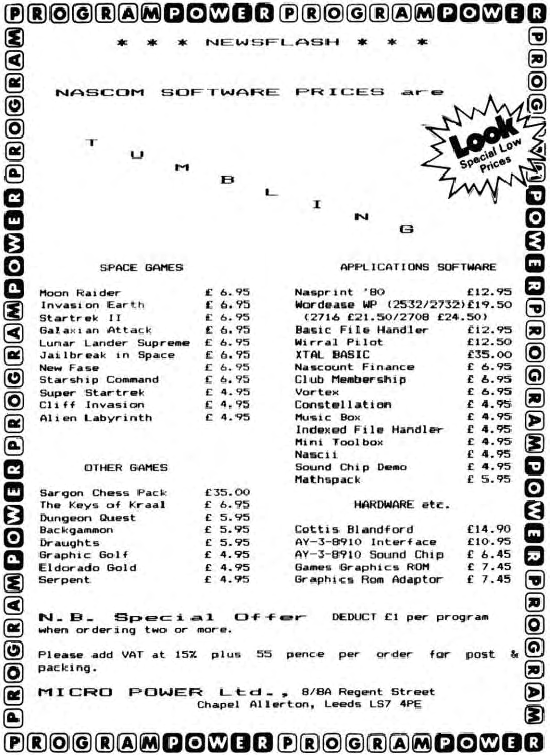 PROGRAMPOWER PROGRAMPOWER
* * * NEWSFLASH * * *
NASCOM SOFTWARE PRICES are
TUMBLING
Look
Special Low
Prices
SPACE GAMES
Moon Raider £ 6.95
Invasion Earth £ 6.95
Startrek II £ 6.95
Galaxian Attack £ 6.95
Lunar Lander Supreme £ 6.95
Jailbreak in Space £ 6.95
New Fase £ 6.95
Starship Command £ 6.95
Super Startrek £ 4.95
Cliff Invasion £ 4.95
Alien Labyrinth £ 4.95
OTHER GAMES
Sargon Chess Pack £35.00
The Keys of Kraal £ 6.95
Dungeon Quest £ 5.95
Backgammon £ 5.95
Draughts £ 5.95
Graphic Golf £ 4.95
Eldorado Gold £ 4.95
Serpent £ 4.95
APPLICATIONS SOFTWARE
Nasprint '80 £12.95
Wordease WP (2532/2732)£19.50
(2716 £21.50/2708 £24.50)
Basic File Handler £12.95
Wirral Pilot £12.50
XTAL BASIC £35.00
Nascount Finance £ 6.95
Club Membership £ 6.95
Vortex £ 6.95
Constellation £ 4.95
Music Box £ 4.95
Indexed File Handler £ 4.95
Mini Toolbox £ 4.95
Nascii £ 4.95
Sound Chip Demo £ 4.95
Mathspack £ 5.95
HARDWARE etc.
Cottis Blandford £14.90
AY-3-8910 Interface £10.95
AY-3-8910 Sound Chip £ 6.45
Games Graphics ROM £ 7.45
Graphics Rom Adaptor £ 7.45
N.B. Special Offer DEDUCT £1 per program
when ordering two or more.
Please add VAT at 15% plus 55 pence per order for post &
packing.
MICRO POWER Ltd., 8/8A Regent Street
Chapel Allerton, Leeds LS7 4PE
PROGRAMPOWER PROGRAMPOWER
PROGRAMPOWER PROGRAMPOWER PROGRAM
PROGRAMPOWER PROGRAMPOWER PROGRAM